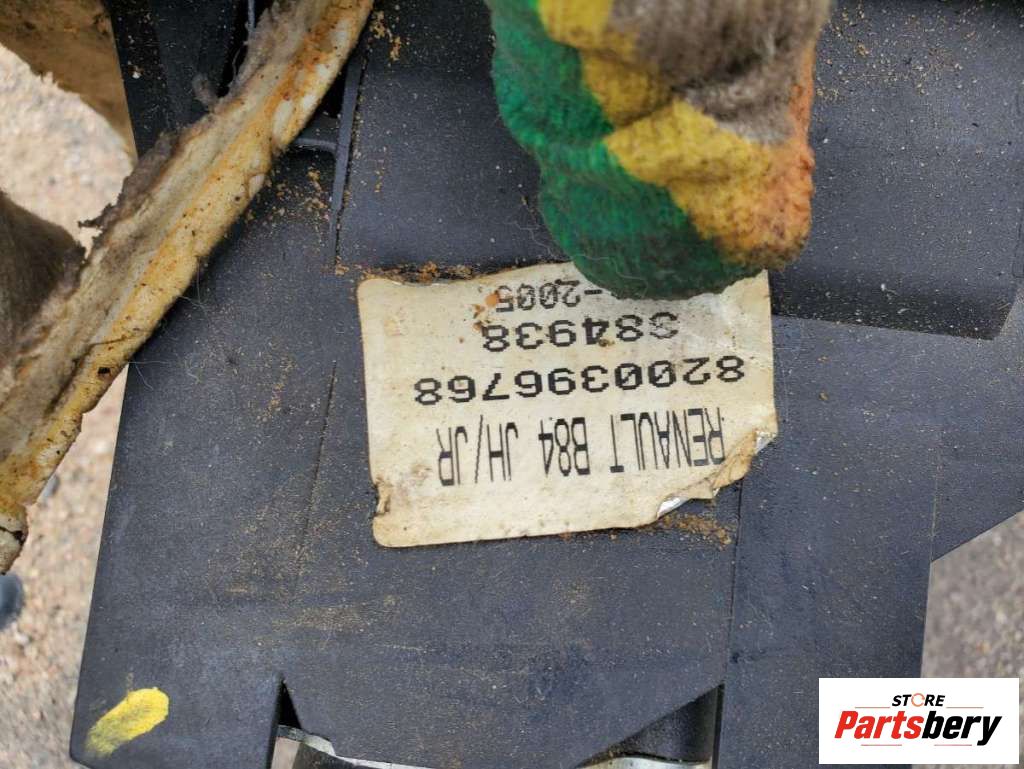 RENAULT B84 JH/JR
8200396768
S84938
-2005
STORE
Partsbery